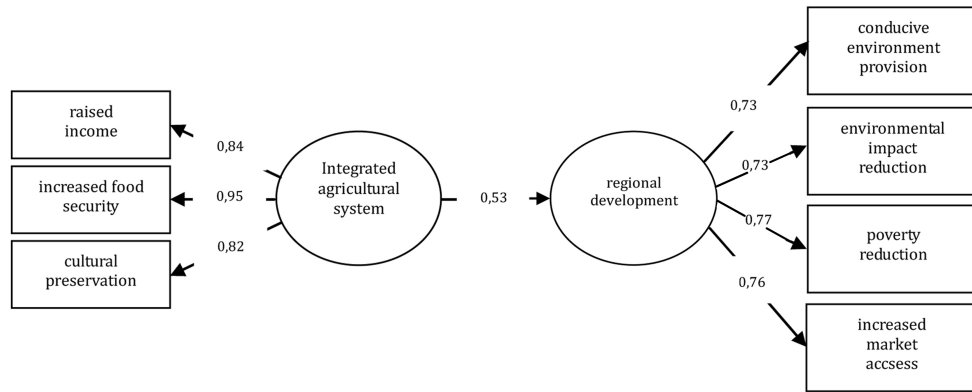 raised
income
0,84
increased food
security
0,95
cultural
preservation
0,82
Integrated
agricultural
system
0,53
regional
development
0,73
conducive
environment
provision
0,73
environmental
impact
reduction
0,77
poverty
reduction
0,76
increased
market
accsess